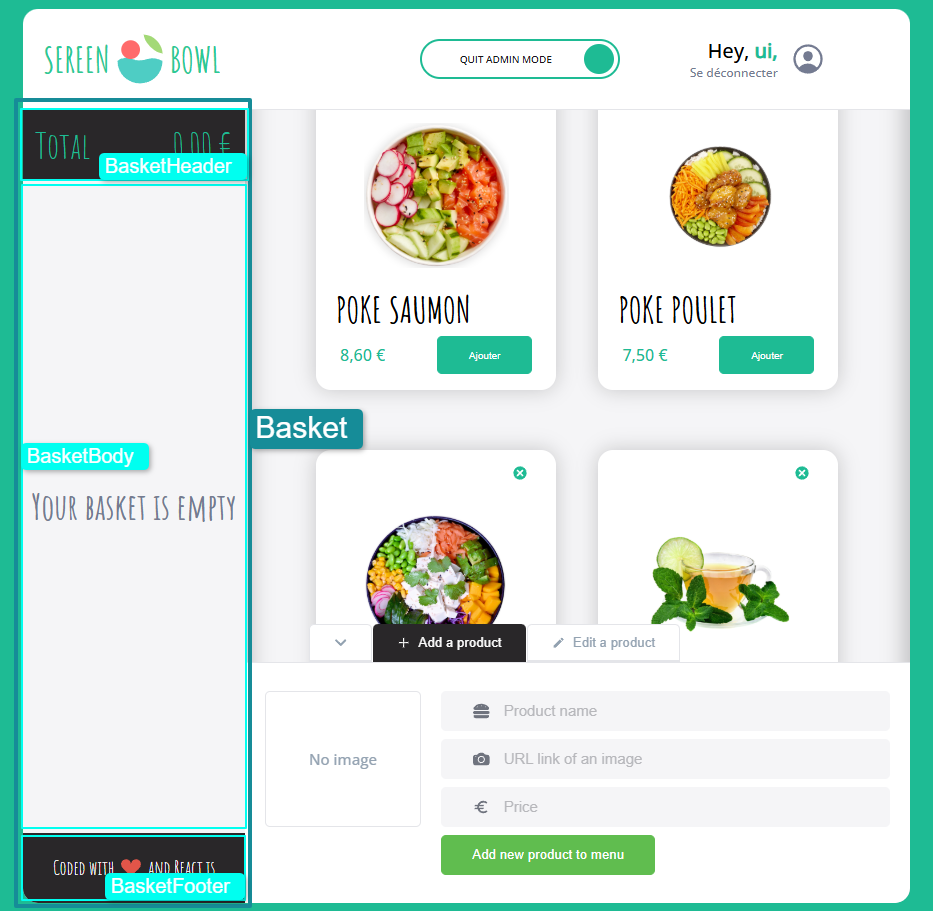 SEREEN BOWL
QUIT ADMIN MODE
Hey, ui,
Se déconnecter
Total 0,00 €
BasketHeader
POKE SAUMON
8,60 €
Ajouter
POKE POULET
7,50 €
Ajouter
Basket
BasketBody
Your basket is empty
Add a product
Edit a product
No image
Product name
URL link of an image
€ Price
Add new product to menu
Coded with and React.js
BasketFooter